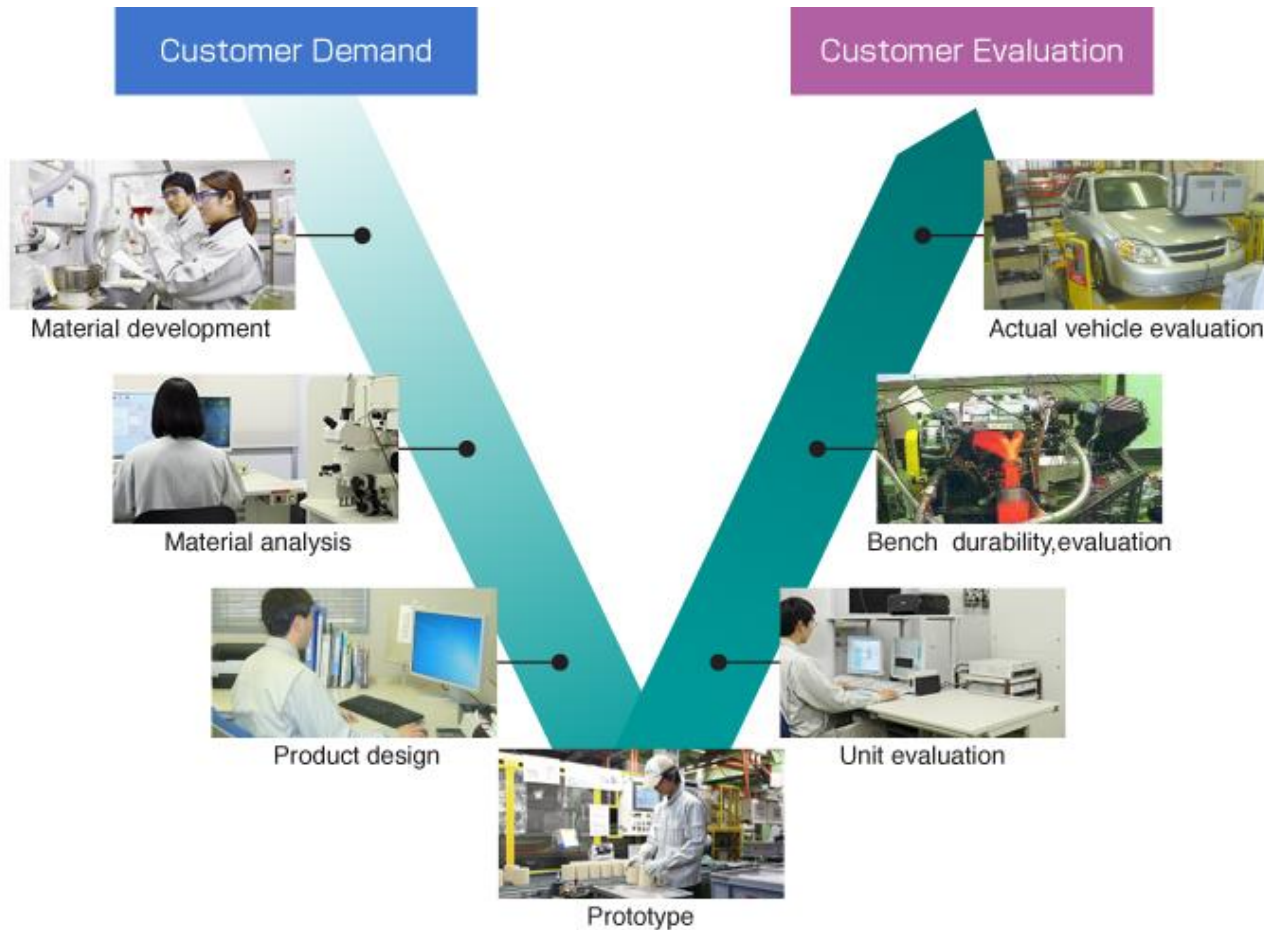 Customer Demand
Customer Evaluation
Material development
Actual vehicle evaluation
Material analysis
Bench durability,evaluation
Product design
Unit evaluation
Prototype